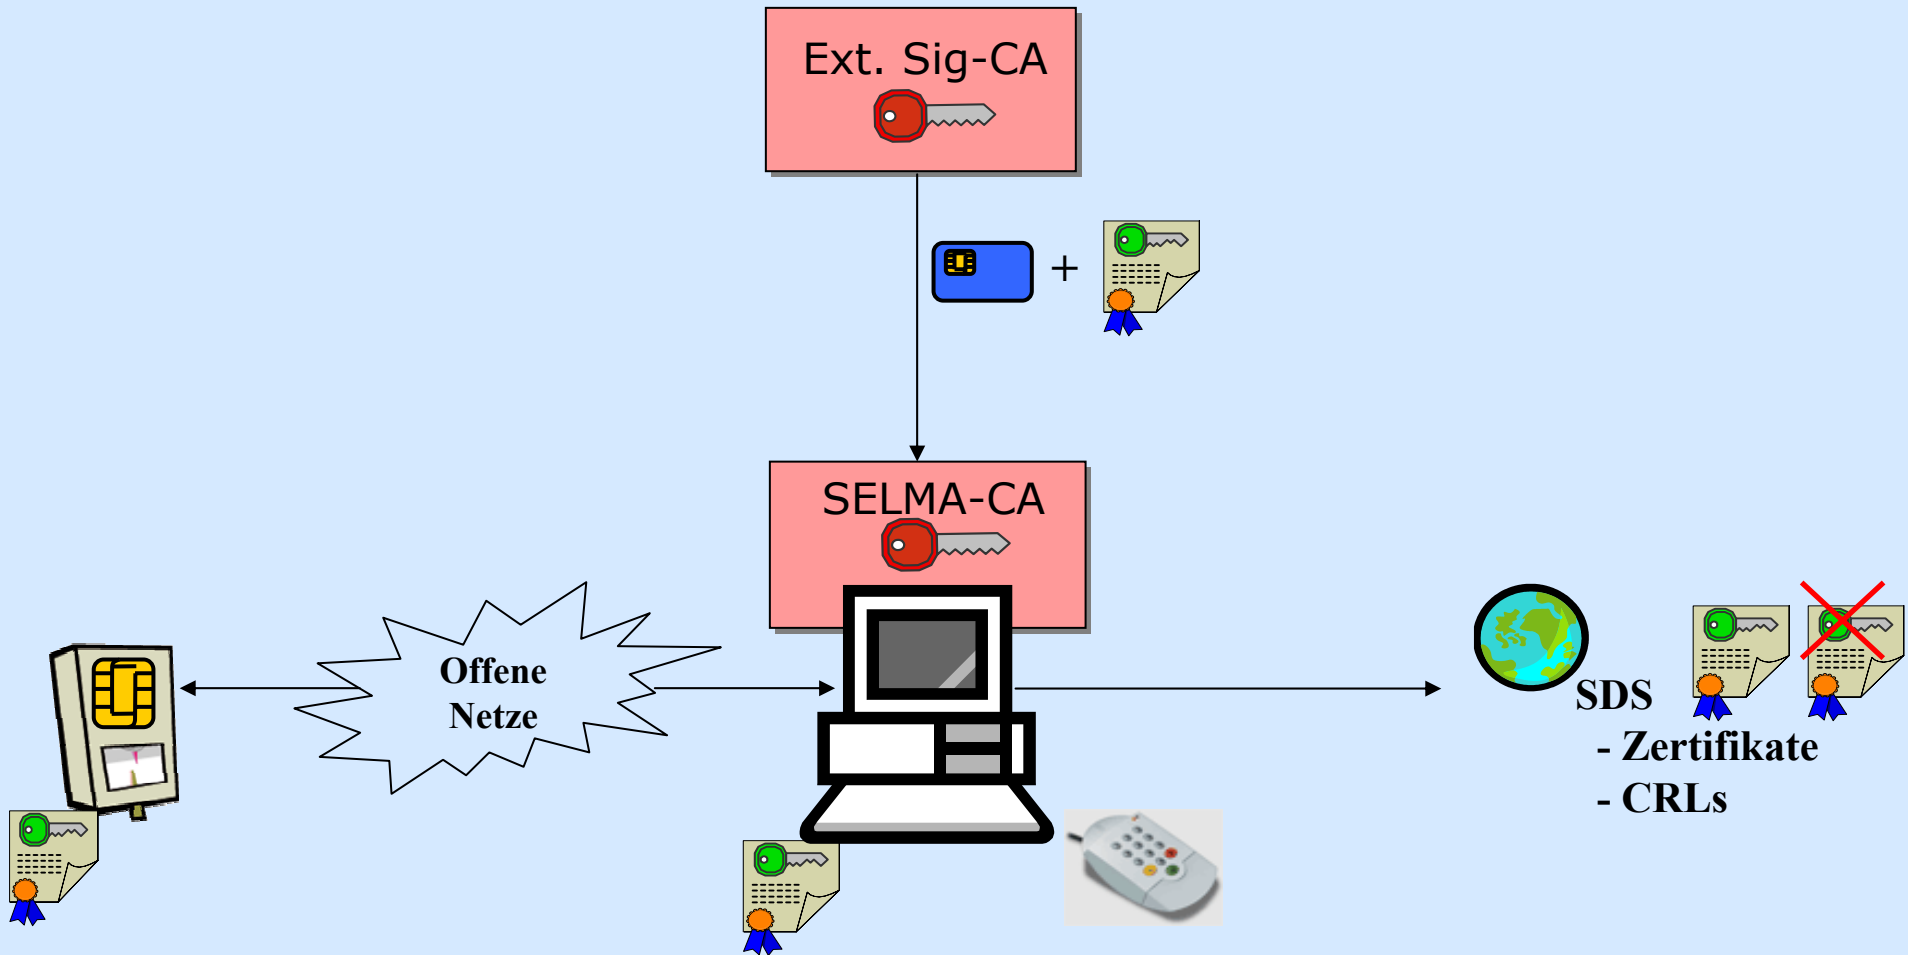 Ext. Sig-CA
+
SELMA-CA
Offene
Netze
SDS
- Zertifikate
- CRLs